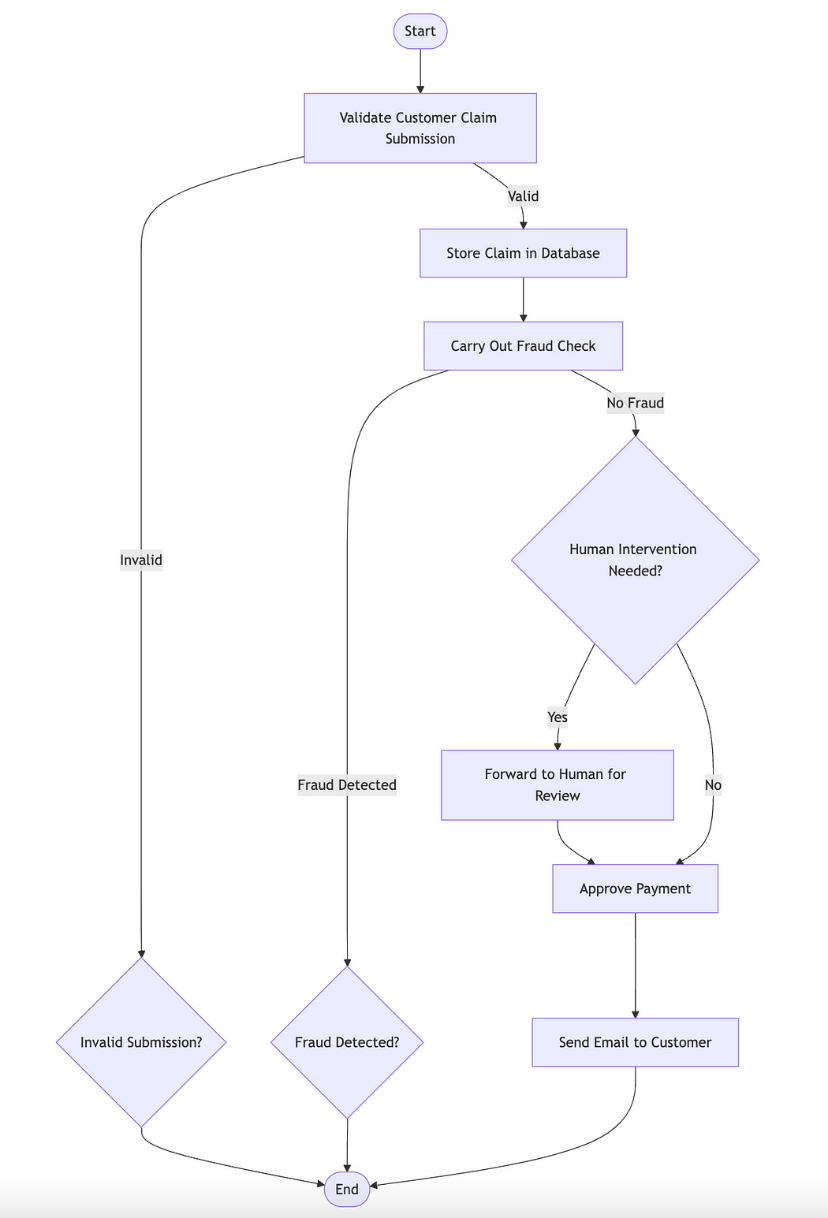 Start
Validate Customer Claim
Submission
Valid
Store Claim in Database
Carry Out Fraud Check
No Fraud
Human Intervention
Needed?
Invalid
Yes
Forward to Human for
Review
Fraud Detected
No
Approve Payment
Invalid Submission?
Fraud Detected?
Send Email to Customer
End